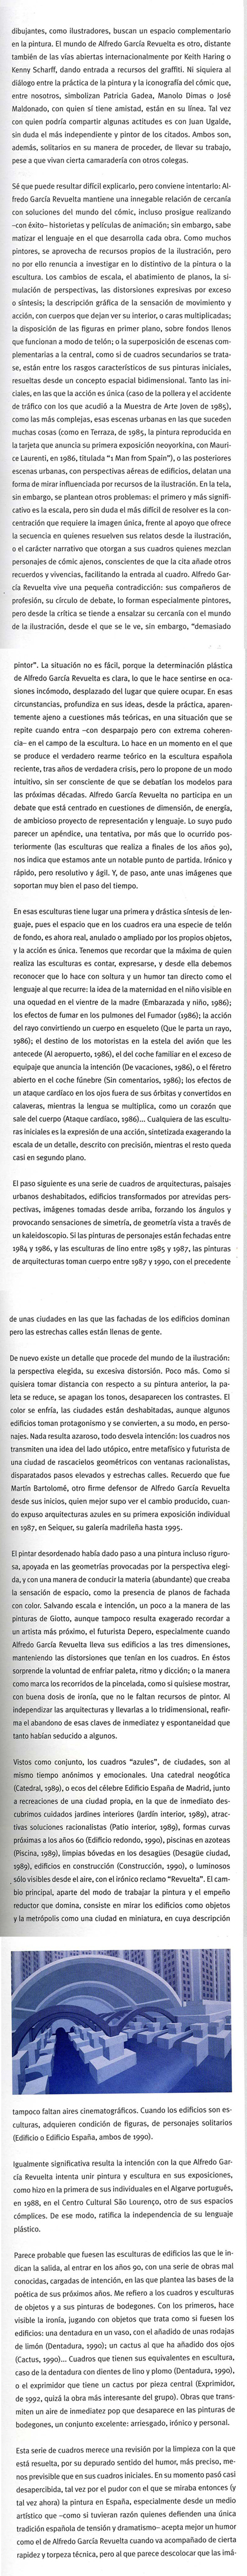 dibujantes, como ilustradores, buscan un espacio complementario
en la pintura. El mundo de Alfredo García Revuelta es otro, distante
también de las vías abiertas internacionalmente por Keith Haring o
Kenny Scharff, dando entrada a recursos del graffiti. Ni siquiera al
diálogo entre la práctica de la pintura y la iconografía del cómic que,
entre nosotros, simbolizan Patricia Gadea, Manolo Dimas o José
Maldonado, con quien sí tiene amistad, están en su línea. Tal vez
con quien podría compartir algunas actitudes es con Juan Ugalde,
sin duda el más independiente y pintor de los citados. Ambos son,
además, solitarios en su manera de proceder, de llevar su trabajo,
pese a que vivan cierta camaradería con otros colegas.
Sé que puede resultar difícil explicarlo, pero conviene intentarlo: Al-
fredo García Revuelta mantiene una innegable relación de cercanía
con soluciones del mundo del cómic, incluso prosigue realizando
–con éxito– historietas y películas de animación; sin embargo, sabe
matizar el lenguaje en el que desarrolla cada obra. Como muchos
pintores, se aprovecha de recursos propios de la ilustración, pero
no por ello renuncia a investigar en lo distintivo de la pintura o la
escultura. Los cambios de escala, el abatimiento de planos, la si-
mulación de perspectivas, las distorsiones expresivas por exceso
o síntesis; la descripción gráfica de la sensación de movimiento y
acción, con cuerpos que dejan ver su interior, o caras multiplicadas;
la disposición de las figuras en primer plano, sobre fondos llenos
que funcionan a modo de telón; o la superposición de escenas com-
plementarias a la central, como si de cuadros secundarios se trata-
se, están entre los rasgos característicos de sus pinturas iniciales,
resueltas desde un concepto espacial bidimensional. Tanto las ini-
ciales, en las que la acción es única (caso de la pollera y el accidente
de tráfico con los que acudió a la Muestra de Arte Joven de 1985),
como las más complejas, esas escenas urbanas en las que suceden
muchas cosas (como en Terraza, de 1985, la pintura reproducida en
la tarjeta que anuncia su primera exposición neoyorkina, con Mauri-
ce Laurenti, en 1986, titulada “1 Man from Spain”), o las posteriores
escenas urbanas, con perspectivas aéreas de edificios, delatan una
forma de mirar influenciada por recursos de la ilustración. En la tela,
sin embargo, se plantean otros problemas: el primero y más signifi-
cativo es la escala, pero sin duda el más difícil de resolver es la con-
centración que requiere la imagen única, frente al apoyo que ofrece
la secuencia en quienes resuelven sus relatos desde la ilustración,
o el carácter narrativo que otorgan a sus cuadros quienes mezclan
personajes de cómic ajenos, conscientes de que la cita añade otros
recuerdos y vivencias, facilitando la entrada al cuadro. Alfredo Gar-
cía Revuelta vive una pequeña contradicción: sus compañeros de
profesión, su círculo de debate, lo forman especialmente pintores,
pero desde la crítica se tiende a ensalzar su cercanía con el mundo
de la ilustración, desde el que se le ve, sin embargo, “demasiado
pintor”. La situación no es fácil, porque la determinación plástica
de Alfredo García Revuelta es clara, lo que le hace sentirse en oca-
siones incómodo, desplazado del lugar que quiere ocupar. En esas
circunstancias, profundiza en sus ideas, desde la práctica, aparen-
temente ajeno a cuestiones más teóricas, en una situación que se
repite cuando entra –con desparpajo pero con extrema coheren-
cia– en el campo de la escultura. Lo hace en un momento en el que
se produce el verdadero rearme teórico en la escultura española
reciente, tras años de verdadera crisis, pero lo propone de un modo
intuitivo, sin ser consciente de que se debatían los modelos para
las próximas décadas. Alfredo García Revuelta no participa en un
debate que está centrado en cuestiones de dimensión, de energía,
de ambicioso proyecto de representación y lenguaje. Lo suyo pudo
parecer un apéndice, una tentativa, por más que lo ocurrido pos-
teriormente (las esculturas que realiza a finales de los años 90),
nos indica que estamos ante un notable punto de partida. Irónico y
rápido, pero resolutivo y ágil. Y, de paso, ante unas imágenes que
soportan muy bien el paso del tiempo.
En esas esculturas tiene lugar una primera y drástica síntesis de len-
guaje, pues el espacio que en los cuadros era una especie de telón
de fondo, es ahora real, anulado o ampliado por los propios objetos,
y la acción es única. Tenemos que recordar que la máxima de quien
realiza las esculturas es contar, expresarse, y desde ella debemos
reconocer que lo hace con soltura y un humor tan directo como el
lenguaje al que recurre: la idea de la maternidad en el niño visible en
una oquedad en el vientre de la madre (Embarazada y niño, 1986);
los efectos de fumar en los pulmones del Fumador (1986); la acción
del rayo convirtiendo un cuerpo en esqueleto (Que le parta un rayo,
1986); el destino de los motoristas en la estela del avión que les
antecede (Al aeropuerto, 1986), el del coche familiar en el exceso de
equipaje que anuncia la intención (De vacaciones, 1986), o el féretro
abierto en el coche fúnebre (Sin comentarios, 1986); los efectos de
un ataque cardíaco en los ojos fuera de sus órbitas y convertidos en
calaveras, mientras la lengua se multiplica, como un corazón que
sale del cuerpo (Ataque cardíaco, 1986)... Cualquiera de las escultu-
ras iniciales es la expresión de una acción, sintetizada exagerando la
escala de un detalle, descrito con precisión, mientras el resto queda
casi en segundo plano.
El paso siguiente es una serie de cuadros de arquitecturas, paisajes
urbanos deshabitados, edificios transformados por atrevidas pers-
pectivas, imágenes tomadas desde arriba, forzando los ángulos y
provocando sensaciones de simetría, de geometría vista a través de
un kaleidoscopio. Si las pinturas de personajes están fechadas entre
1984 y 1986, y las esculturas de lino entre 1985 y 1987, las pinturas
de arquitecturas toman cuerpo entre 1987 y 1990, con el precedente
de unas ciudades en las que las fachadas de los edificios dominan
pero las estrechas calles están llenas de gente.
De nuevo existe un detalle que procede del mundo de la ilustración:
la perspectiva elegida, su excesiva distorsión. Poco más. Como si
quisiera tomar distancia con respecto a su pintura anterior, la pa-
leta se reduce, se apagan los tonos, desaparecen los contrastes. El
color se enfría, las ciudades están deshabitadas, aunque algunos
edificios toman protagonismo y se convierten, a su modo, en perso-
najes. Nada resulta azaroso, todo desvela intención: los cuadros nos
transmiten una idea del lado utópico, entre metafísico y futurista de
una ciudad de rascacielos geométricos con ventanas racionalistas,
disparatados pasos elevados y estrechas calles. Recuerdo que fue
Martín Bartolomé, otro firme defensor de Alfredo García Revuelta
desde sus inicios, quien mejor supo ver el cambio producido, cuan-
do expuso arquitecturas azules en su primera exposición individual
en 1987, en Seiquer, su galería madrileña hasta 1995.
El pintar desordenado había dado paso a una pintura incluso riguro-
sa, apoyada en las geometrías provocadas por la perspectiva elegi-
da, y con una manera de conducir la materia (abundante) que creaba
la sensación de espacio, como la presencia de planos de fachada
con color. Salvando escala e intención, un poco a la manera de las
pinturas de Giotto, aunque tampoco resulta exagerado recordar a
un artista más próximo, el futurista Depero, especialmente cuando
Alfredo García Revuelta lleva sus edificios a las tres dimensiones,
manteniendo las distorsiones que tenían en los cuadros. En éstos
sorprende la voluntad de enfriar paleta, ritmo y dicción; o la manera
como marca los recorridos de la pincelada, como si quisiese mostrar,
con buena dosis de ironía, que no le faltan recursos de pintor. Al
independizar las arquitecturas y llevarlas a lo tridimensional, reafir-
ma el abandono de esas claves de inmediatez y espontaneidad que
tanto habían seducido a algunos.
Vistos como conjunto, los cuadros “azules”, de ciudades, son al
mismo tiempo anónimos y emocionales. Una catedral neogótica
(Catedral, 1989), o ecos del célebre Edificio España de Madrid, junto
a recreaciones de una ciudad propia, en la que de inmediato des-
cubrimos cuidados jardines interiores (Jardín interior, 1989), atrac-
tivas soluciones racionalistas (Patio interior, 1989), formas curvas
próximas a los años 60 (Edificio redondo, 1990), piscinas en azoteas
(Piscina, 1989), limpias bóvedas en los desagües (Desagüe ciudad,
1989), edificios en construcción (Construcción, 1990), o luminosos
sólo visibles desde el aire, con el irónico reclamo “Revuelta”. El cam-
bio principal, aparte del modo de trabajar la pintura y el empeño
reductor que domina, consiste en mirar los edificios como objetos
y la metrópolis como una ciudad en miniatura, en cuya descripción
tampoco faltan aires cinematográficos. Cuando los edificios son es-
culturas, adquieren condición de figuras, de personajes solitarios
(Edificio o Edificio España, ambos de 1990).
Igualmente significativa resulta la intención con la que Alfredo Gar-
cía Revuelta intenta unir pintura y escultura en sus exposiciones,
como hizo en la primera de sus individuales en el Algarve portugués,
en 1988, en el Centro Cultural São Lourenço, otro de sus espacios
cómplices. De ese modo, ratifica la independencia de su lenguaje
plástico.
Parece probable que fuesen las esculturas de edificios las que le in-
dican la salida, al entrar en los años 90, con una serie de obras mal
conocidas, cargadas de intención, en las que plantea las bases de la
poética de sus próximos años. Me refiero a los cuadros y esculturas
de objetos y a sus pinturas de bodegones. Con los primeros, hace
visible la ironía, jugando con objetos que trata como si fuesen los
edificios: una dentadura en un vaso, con el añadido de unas rodajas
de limón (Dentadura, 1990); un cactus al que ha añadido dos ojos
(Cactus, 1990)... Cuadros que tienen sus equivalentes en escultura,
caso de la dentadura con dientes de lino y plomo (Dentadura, 1990),
o el exprimidor que tiene un cactus por pieza central (Exprimidor,
de 1992, quizá la obra más interesante del grupo). Obras que trans-
miten un aire de inmediatez pop que desaparece en las pinturas de
bodegones, un conjunto excelente: arriesgado, irónico y personal.
Esta serie de cuadros merece una revisión por la limpieza con la que
está resuelta, por su depurado sentido del humor, más preciso, me-
nos previsible que en sus cuadros iniciales. En su momento pasó casi
desapercibida, tal vez por el pudor con el que se miraba entonces (y
tal vez ahora) la pintura en España, especialmente desde un medio
artístico que –como si tuvieran razón quienes defienden una única
tradición española de tensión y dramatismo– acepta mejor un humor
como el de Alfredo García Revuelta cuando va acompañado de cierta
rapidez y torpeza técnica, pero al que parece descolocar que las imá-